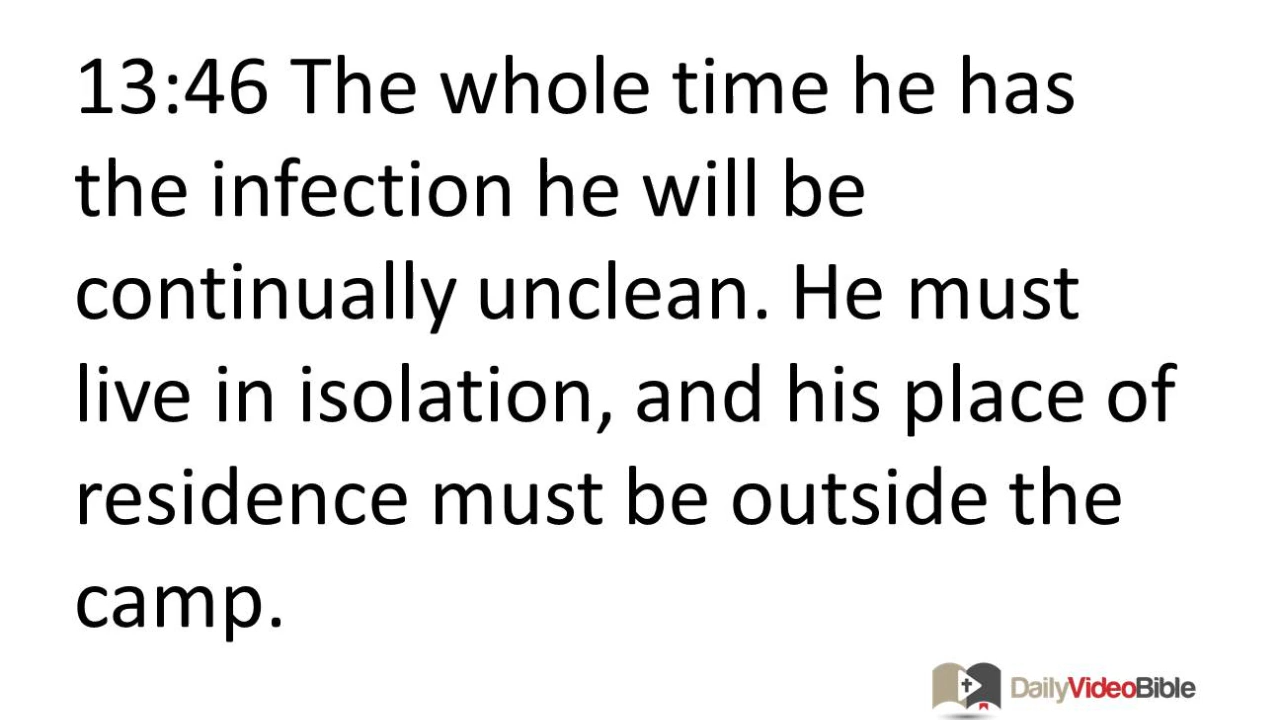 13:46 The whole time he has
the infection he will be
continually unclean. He must
live in isolation, and his place of
residence must be outside the
camp.
DailyVideoBible